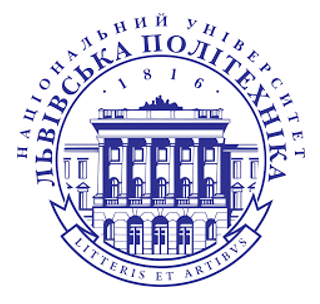 НАЦІОНАЛЬНИЙ УНІВЕРСИТЕТ
ЛЬВІВСЬКА ПОЛІТЕХНІКА
· 1816 ·
LITTERIS ET ARTIBVS